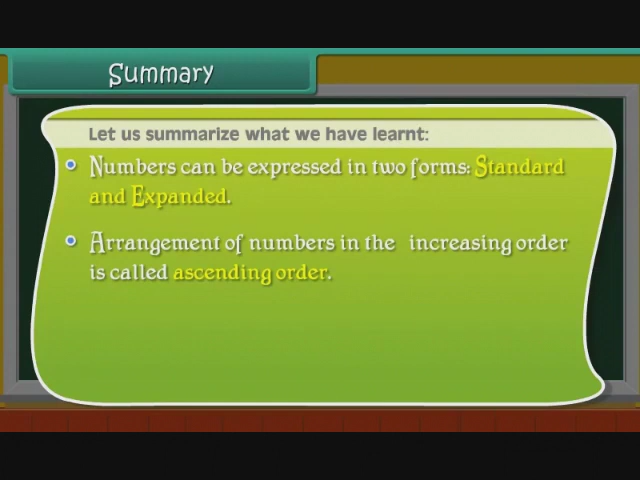 Summary
Let us summarize what we have learnt:
Numbers can be expressed in two forms: Standard
and Expanded.
Arrangement of numbers in the increasing order
is called ascending order.